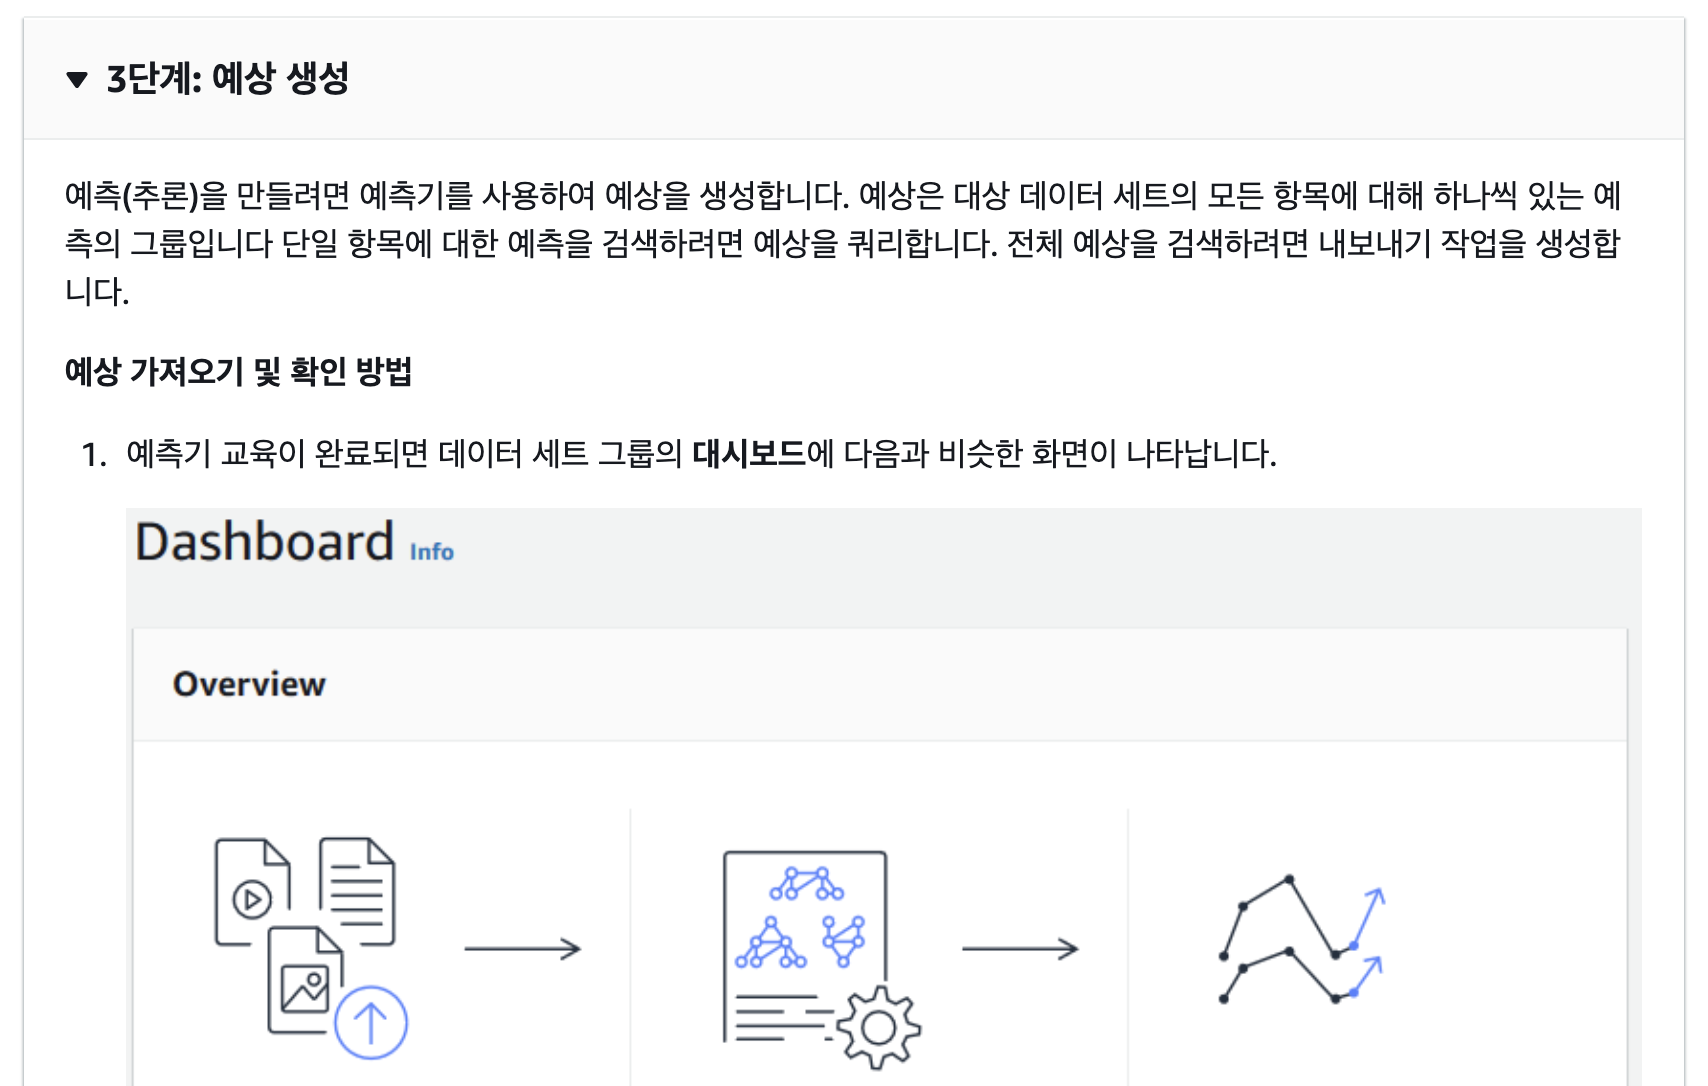 3단계: 예상 생성
예측(추론)을 만들려면 예측기를 사용하여 예상을 생성합니다. 예상은 대상 데이터 세트의 모든 항목에 대해 하나씩 있는 예
측의 그룹입니다 단일 항목에 대한 예측을 검색하려면 예상을 쿼리합니다. 전체 예상을 검색하려면 내보내기 작업을 생성합
니다.
예상 가져오기 및 확인 방법
1. 예측기 교육이 완료되면 데이터 세트 그룹의 대시보드에 다음과 비슷한 화면이 나타납니다.
Dashboard Info
Overview